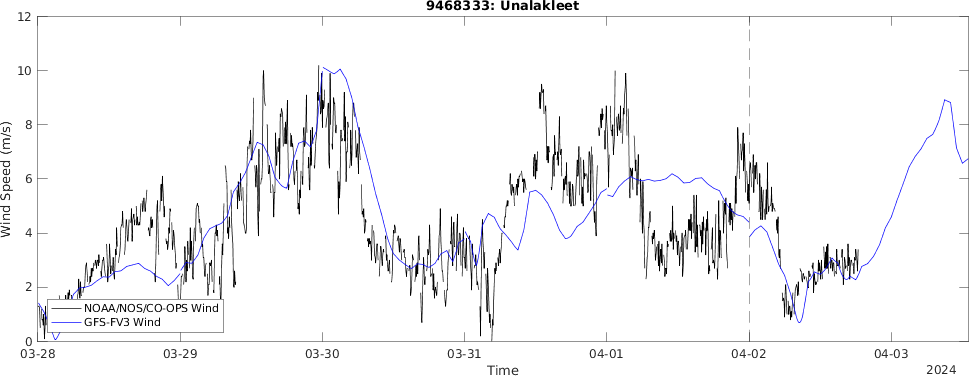 9468333: Unalakleet
12
10
8
6
4
2
0
Wind Speed (m/s)
NOAA/NOS/CO-OPS Wind
GFS-FV3 Wind
03-28 03-29 03-30 03-31 04-01 04-02 04-03
Time
2024